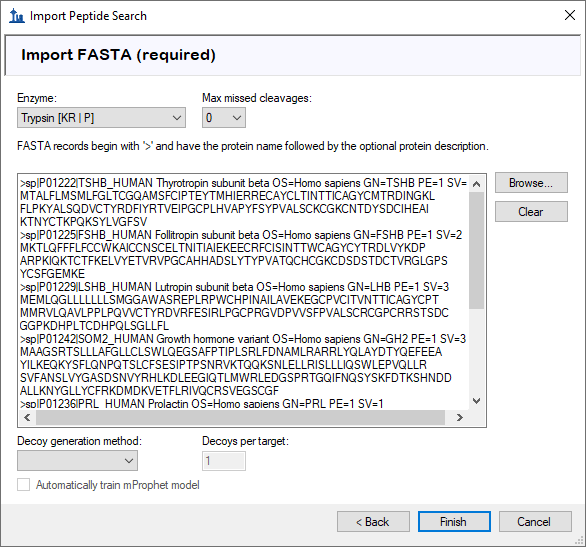 Import Peptide Search
Import FASTA (required)
Enzyme:
Max missed cleavages:
Trypsin [KR | P]
0
FASTA records begin with '>' and have the protein name followed by the optional protein description.
>sp|P01222|TSHB_HUMAN Thyrotropin subunit beta OS=Homo sapiens GN=TSHB PE=1 SV=
MTALFLMSMLFGLTCGQAMSFCIPTEYTMHIERRECAYCLTINTTICAGYCMTRDINGKL
FLPKYALSQDVCTYRDFIYRTVEIPGCPLHVAPYFSYPVALSCKCGKCNTDYSDCIHEAI
KTNYCTKPQKSYLVGFSV
>sp|P01225|FSHB_HUMAN Follitropin subunit beta OS=Homo sapiens GN=FSHB PE=1 SV=2
MKTLQFFFLFCCWKAICCNSCELTNITIAIEKEECRFCISINTTWCAGYCYTRDLVYKDP
ARPKIQKTCTFKELVYETVRVPGCAHHADSLYTYPVATQCHCGKCDSDSTDCTVRGLGPS
YCSFGEMKE
>sp|P01229|LSHB_HUMAN Lutropin subunit beta OS=Homo sapiens GN=LHB PE=1 SV=3
MEMLQGLLLLLLLSMGGAWASREPLRPWCHPINAILAVEKEGCPVCITVNTTICAGYCPT
MMRVLQAVLPPLPQVVCTYRDVRFESIRLPGCPRGVDPVVSFPVALSCRCGPCRRSTSDC
GGPKDHPLTCDHPQLSGLLFL
>sp|P01242|SOM2_HUMAN Growth hormone variant OS=Homo sapiens GN=GH2 PE=1 SV=3
MAAGSRTSLLLAFGLLCLSWLQEGSAFPTIPLSRLFDNAMLRARRLYQLAYDTYQEFEEA
YILKEQKYSFLQNPQTSLCFSESIPTPSNRVKTQQKSNLELLRISLLLIQSWLEPVQLLR
SVFANSLVYGASDSNVYRHLKDLEEGIQTLMWRLEDGSPRTGQIFNQSYSKFDTKSHNDD
ALLKNYGLLYCFRKDMDKVETFLRIVQCRSVEGSCGF
>sp|P01236|PRL_HUMAN Prolactin OS=Homo sapiens GN=PRL PE=1 SV=1
Browse...
Clear
Decoy generation method:
Decoys per target:
1
Automatically train mProphet model
< Back
Finish
Cancel